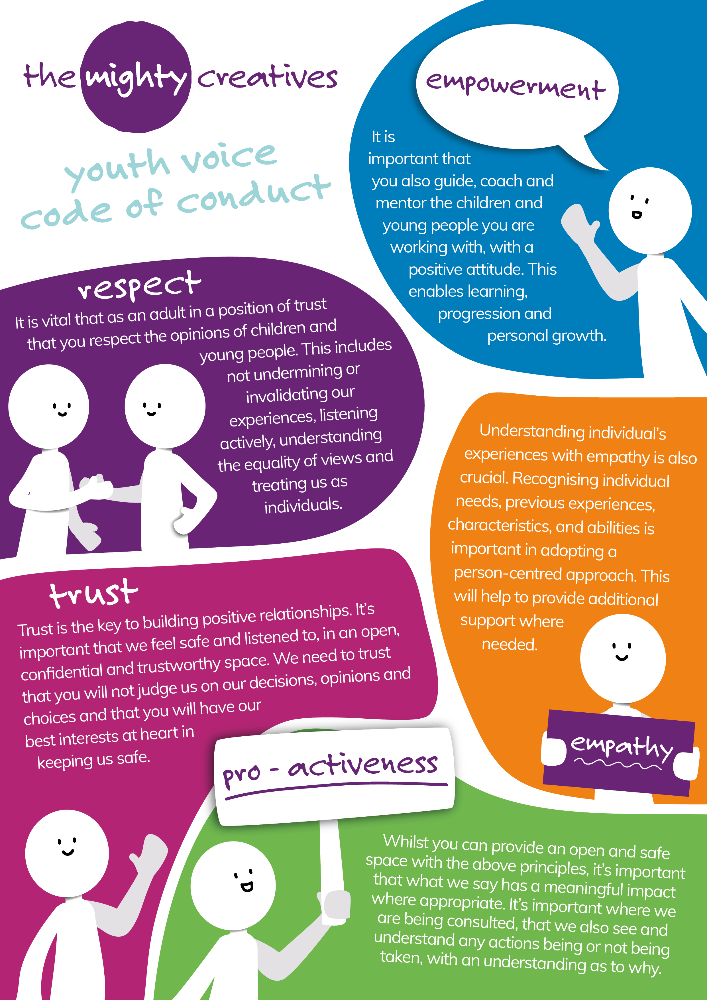 the mighty creatives
youth voice
code of conduct
empowerment
It is
important that
you also guide, coach and
mentor the children and
young people you are
working with, with a
positive attitude. This
enables learning,
progression and
personal growth.
respect
It is vital that as an adult in a position of trust
that you respect the opinions of children and
young people. This includes
not undermining or
invalidating our
experiences, listening
actively, understanding
the equality of views and
treating us as
individuals.
Understanding individual's
experiences with empathy is also
crucial. Recognising individual
needs, previous experiences,
characteristics, and abilities is
important in adopting a
person-centred approach. This
will help to provide additional
support where
needed.
empathy
trust
Trust is the key to building positive relationships. It's
important that we feel safe and listened to, in an open,
confidential and trustworthy space. We need to trust
that you will not judge us on our decisions, opinions and
choices and that you will have our
best interests at heart in
keeping us safe.
pro - activeness
Whilst you can provide an open and safe
space with the above principles, it's important
that what we say has a meaningful impact
where appropriate. It's important where we
are being consulted, that we also see and
understand any actions being or not being
taken, with an understanding as to why.